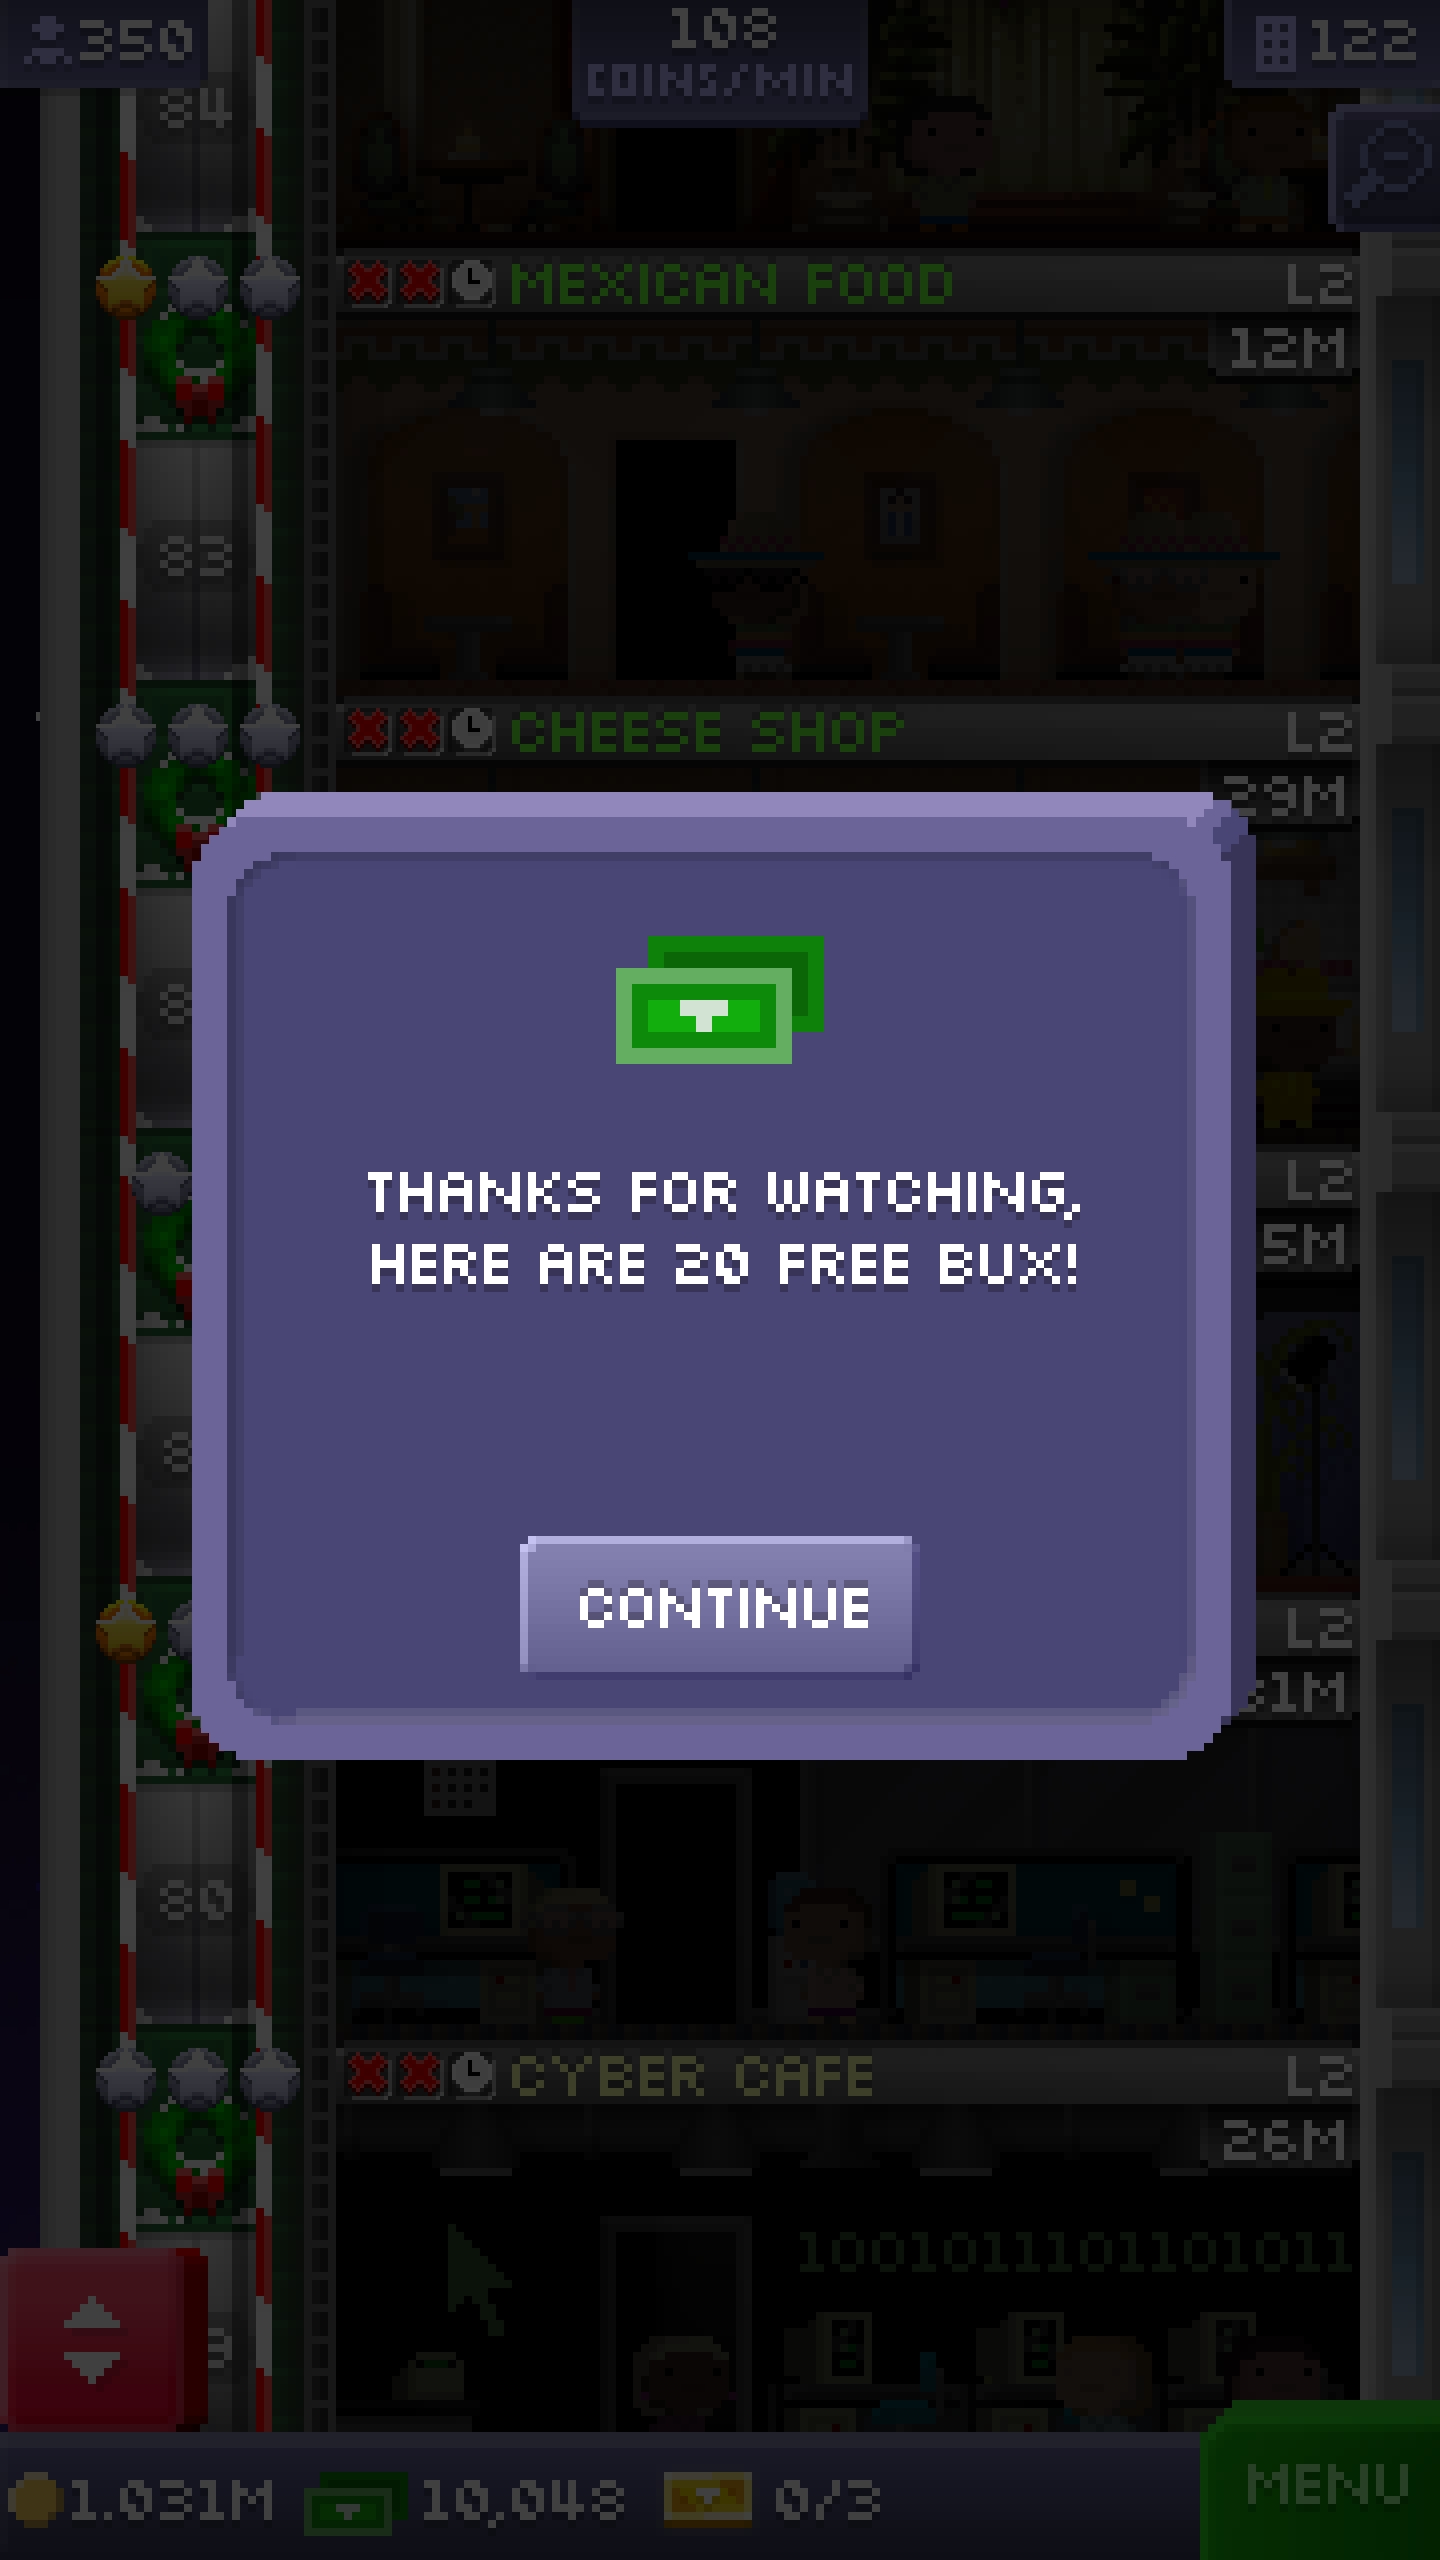 350
108
COINS/MIN
122
84
MEXICAN FOOD
L2
12M
83
CHEESE SHOP
L2
29M
THANKS FOR WATCHING,
HERE ARE 20 FREE BUX!
L2
5M
CONTINUE
L2
31M
80
CYBER CAFE
L2
26M
1001011101101011
1.031M
10,048
0/3
MENU